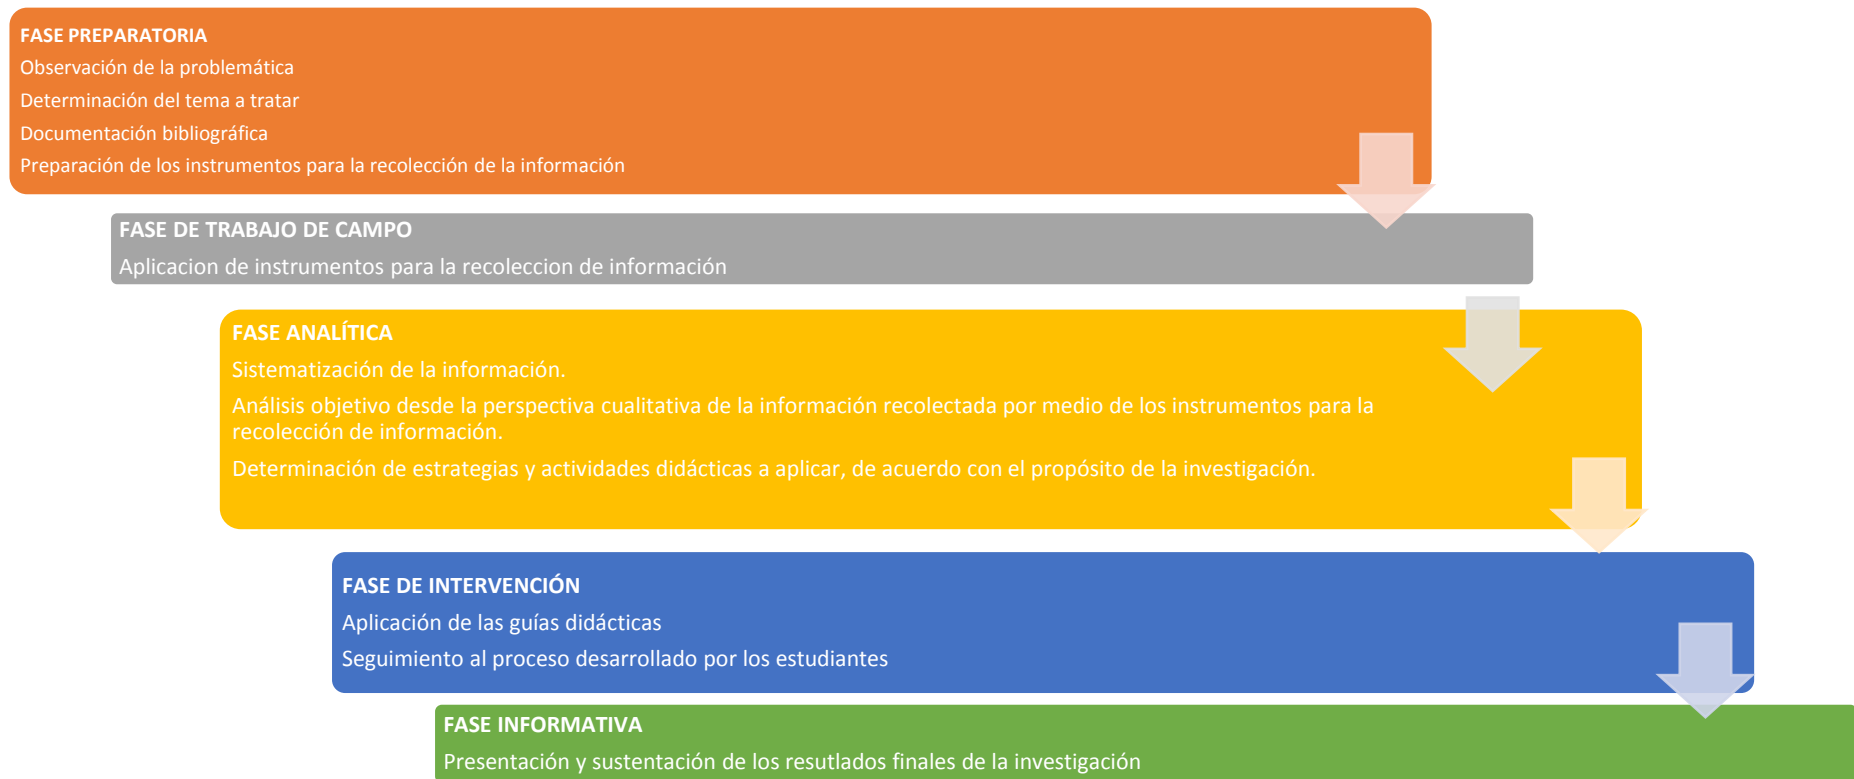 FASE PREPARATORIA
Observación de la problemática
Determinación del tema a tratar
Documentación bibliográfica
Preparación de los instrumentos para la recolección de la información
FASE DE TRABAJO DE CAMPO
Aplicacion de instrumentos para la recoleccion de información
FASE ANALÍTICA
Sistematización de la información.
Análisis objetivo desde la perspectiva cualitativa de la información recolectada por medio de los instrumentos para la
recolección de información.
Determinación de estrategias y actividades didácticas a aplicar, de acuerdo con el propósito de la investigación.
FASE DE INTERVENCIÓN
Aplicación de las guías didácticas
Seguimiento al proceso desarrollado por los estudiantes
FASE INFORMATIVA
Presentación y sustentación de los resutlados finales de la investigación